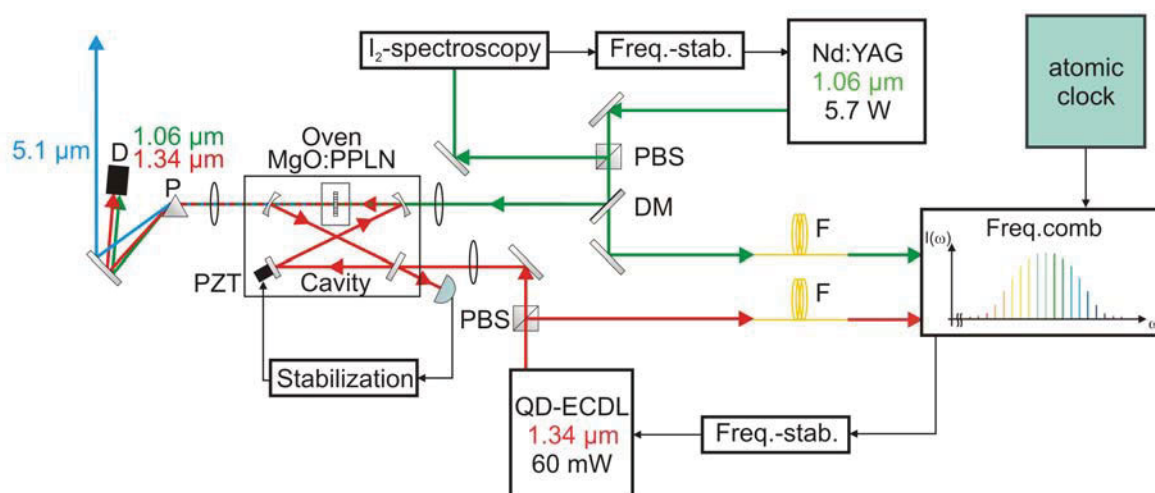 I₂-spectroscopy
Freq.-stab.
Nd:YAG
1.06 µm
5.7 W
atomic
clock
5.1 µm
D
1.06 µm
1.34 µm
P
Oven
MgO:PPLN
PBS
DM
F
Freq.comb
I(ω)
ω
PZT
Cavity
PBS
F
Stabilization
QD-ECDL
1.34 µm
60 mW
Freq.-stab.